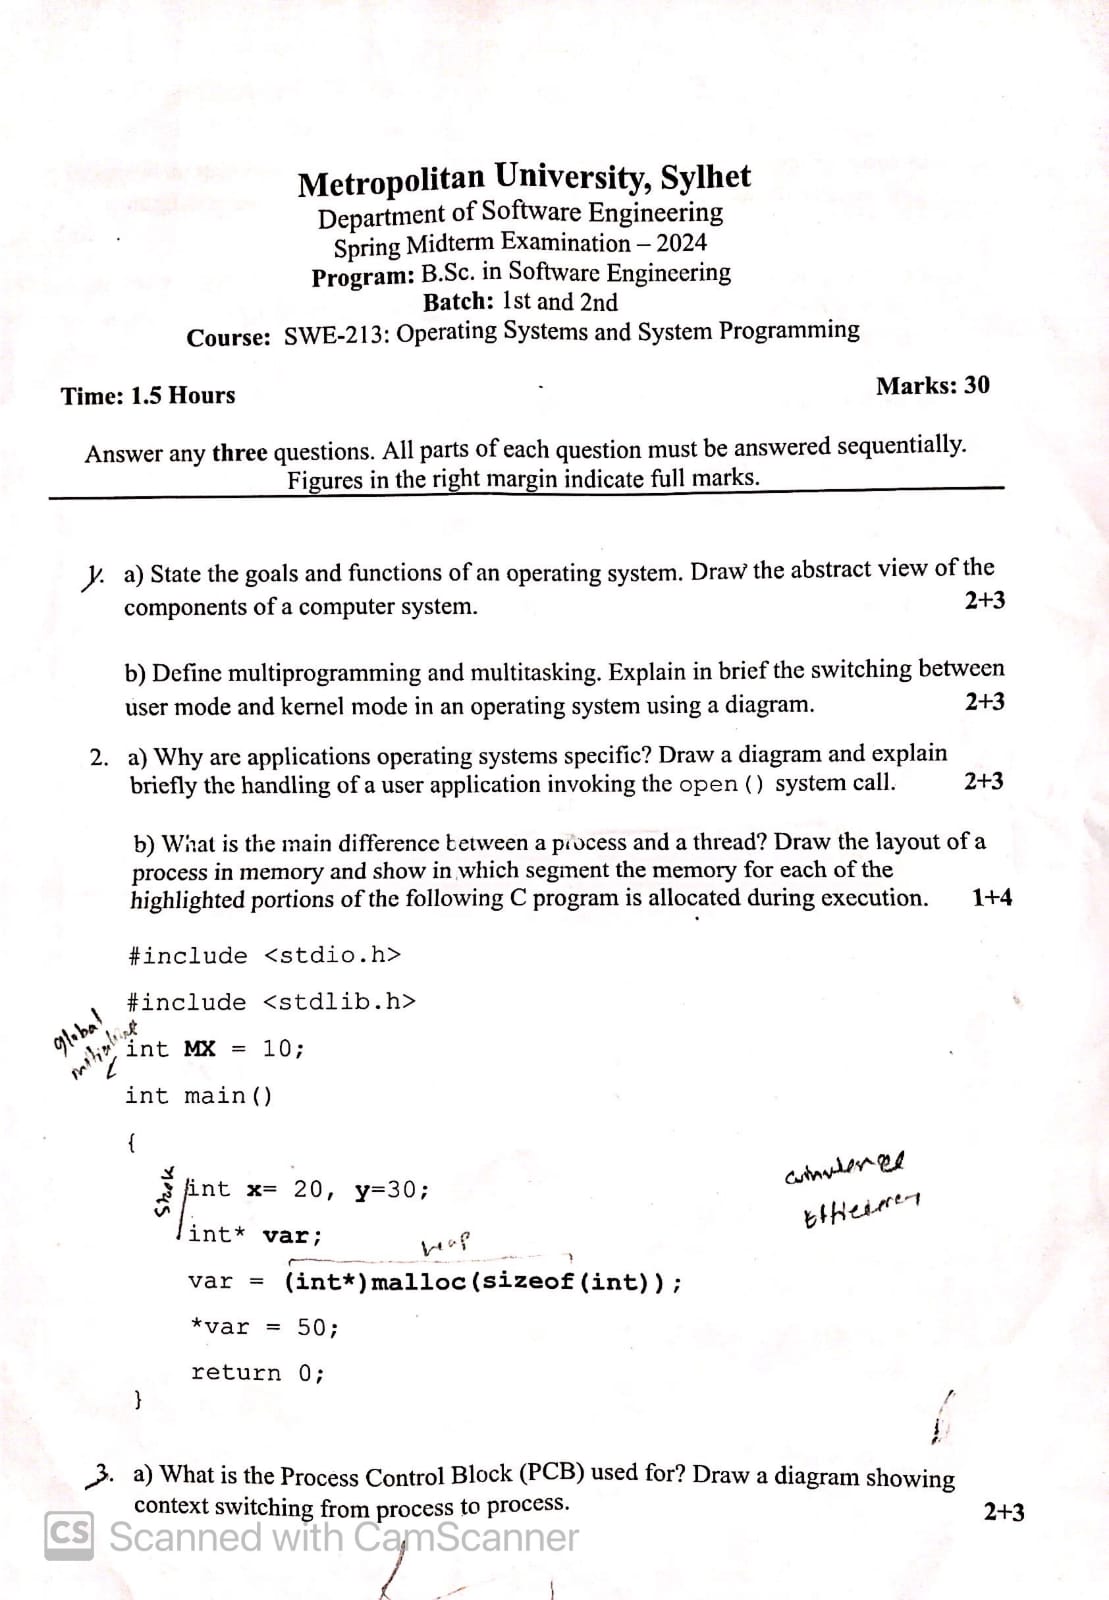 Metropolitan University, Sylhet
Department of Software Engineering
Spring Midterm Examination – 2024
Program: B.Sc. in Software Engineering
Batch: 1st and 2nd
Course: SWE-213: Operating Systems and System Programming
Time: 1.5 Hours
Marks: 30
Answer any three questions. All parts of each question must be answered sequentially.
Figures in the right margin indicate full marks.
1. a) State the goals and functions of an operating system. Draw the abstract view of the
components of a computer system. 2+3
b) Define multiprogramming and multitasking. Explain in brief the switching between
user mode and kernel mode in an operating system using a diagram. 2+3
2. a) Why are applications operating systems specific? Draw a diagram and explain
briefly the handling of a user application invoking the open() system call. 2+3
b) What is the main difference between a process and a thread? Draw the layout of a
process in memory and show in which segment the memory for each of the
highlighted portions of the following C program is allocated during execution. 1+4
#include <stdio.h>
#include <stdlib.h>
global
int MX = 10;
int main()
{
Stack
int x= 20, y=30;
int* var;
heap
var = (int*)malloc(sizeof(int));
*var = 50;
return 0;
}
3. a) What is the Process Control Block (PCB) used for? Draw a diagram showing
context switching from process to process. 2+3
CS Scanned with CamScanner